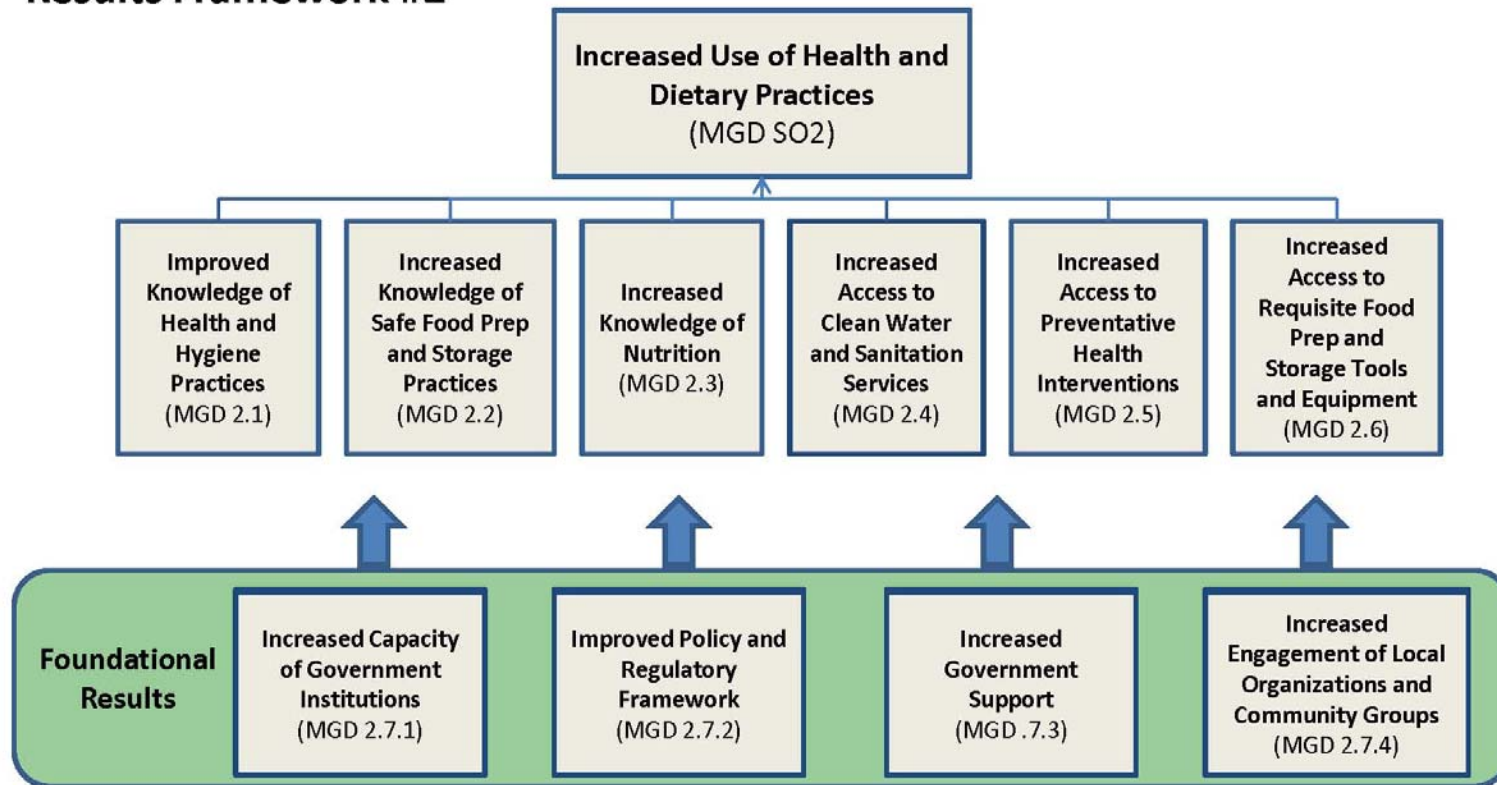 Results Framework #2
Increased Use of Health and
Dietary Practices
(MGD SO2)
Improved
Knowledge of
Health and
Hygiene
Practices
(MGD 2.1)
Increased
Knowledge of
Safe Food Prep
and Storage
Practices
(MGD 2.2)
Increased
Knowledge of
Nutrition
(MGD 2.3)
Increased
Access to
Clean Water
and Sanitation
Services
(MGD 2.4)
Increased
Access to
Preventative
Health
Interventions
(MGD 2.5)
Increased
Access to
Requisite Food
Prep and
Storage Tools
and Equipment
(MGD 2.6)
Foundational
Results
Increased Capacity
of Government
Institutions
(MGD 2.7.1)
Improved Policy and
Regulatory
Framework
(MGD 2.7.2)
Increased
Government
Support
(MGD .7.3)
Increased
Engagement of Local
Organizations and
Community Groups
(MGD 2.7.4)